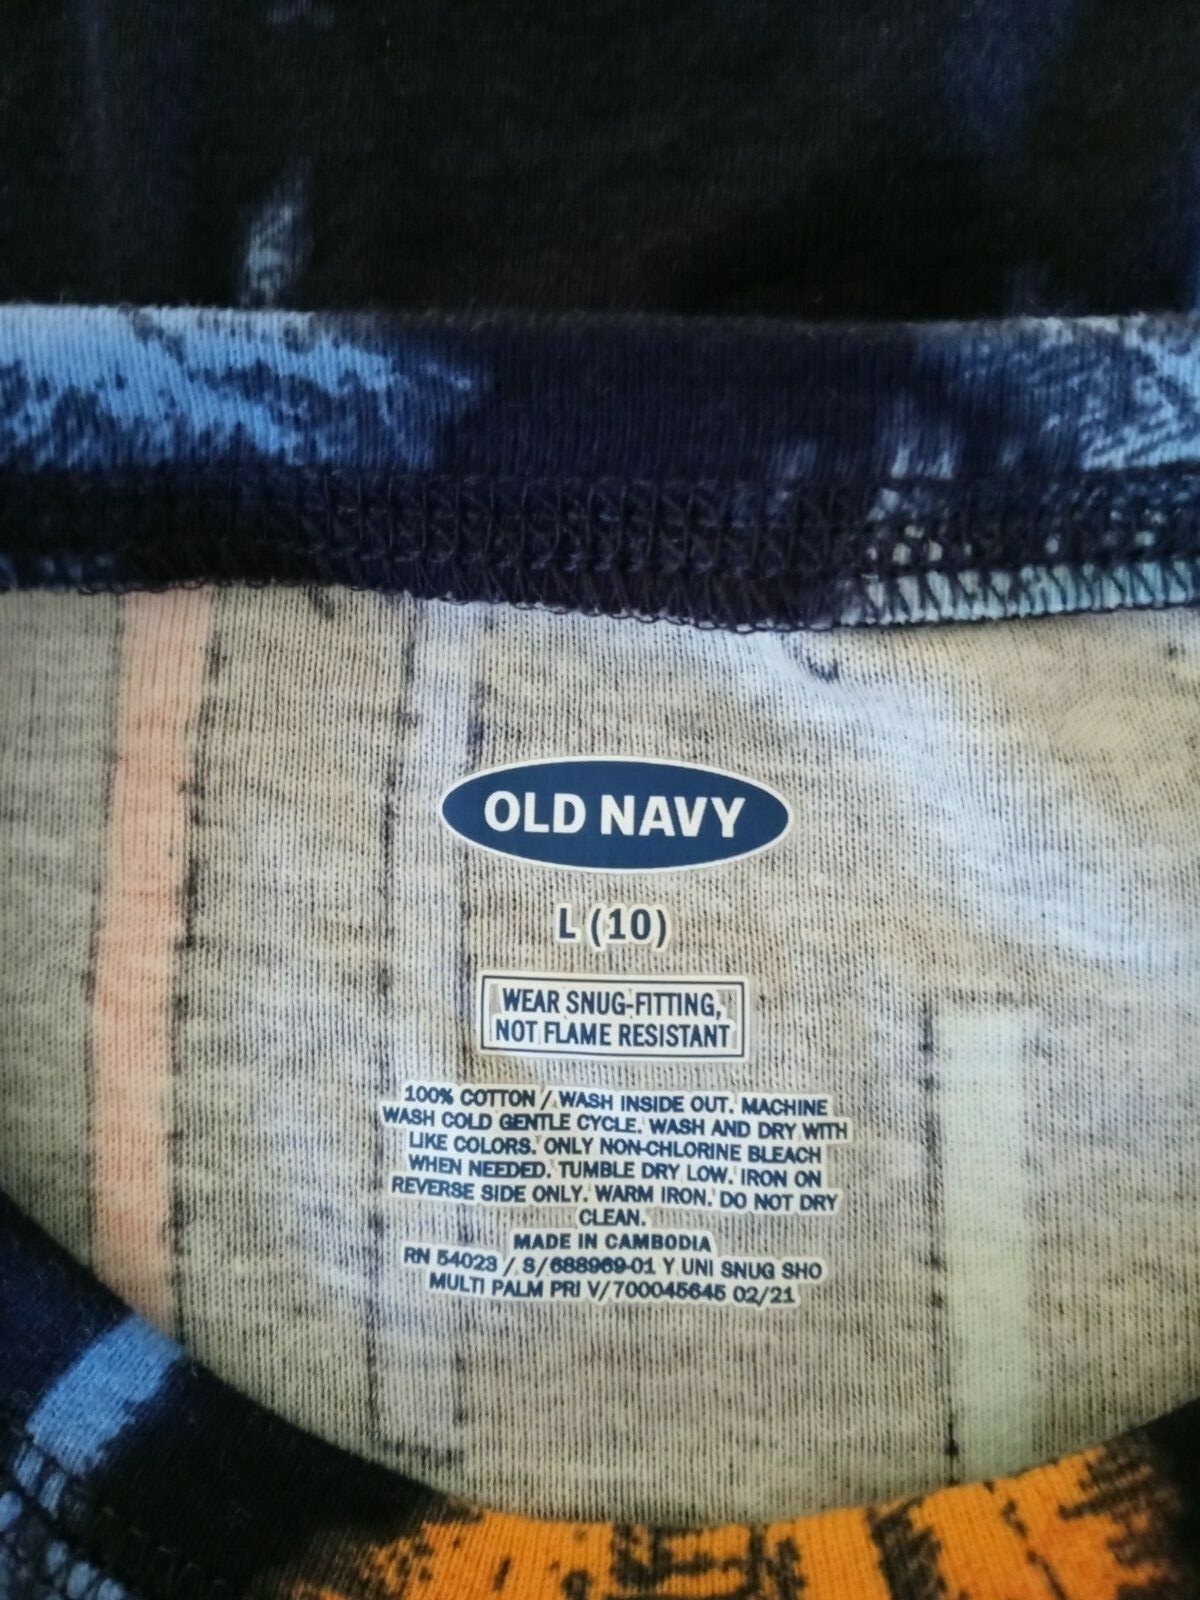 OLD NAVY
L (10)
WEAR SNUG-FITTING,
NOT FLAME RESISTANT
100% COTTON / WASH INSIDE OUT. MACHINE
WASH COLD GENTLE CYCLE. WASH AND DRY WITH
LIKE COLORS. ONLY NON-CHLORINE BLEACH
WHEN NEEDED. TUMBLE DRY LOW. IRON ON
REVERSE SIDE ONLY. WARM IRON. DO NOT DRY
CLEAN.
MADE IN CAMBODIA
RN 54023 / S/688969-01 Y UNI SNUG SHO
MULTI PALM PRI V/700045645 02/21